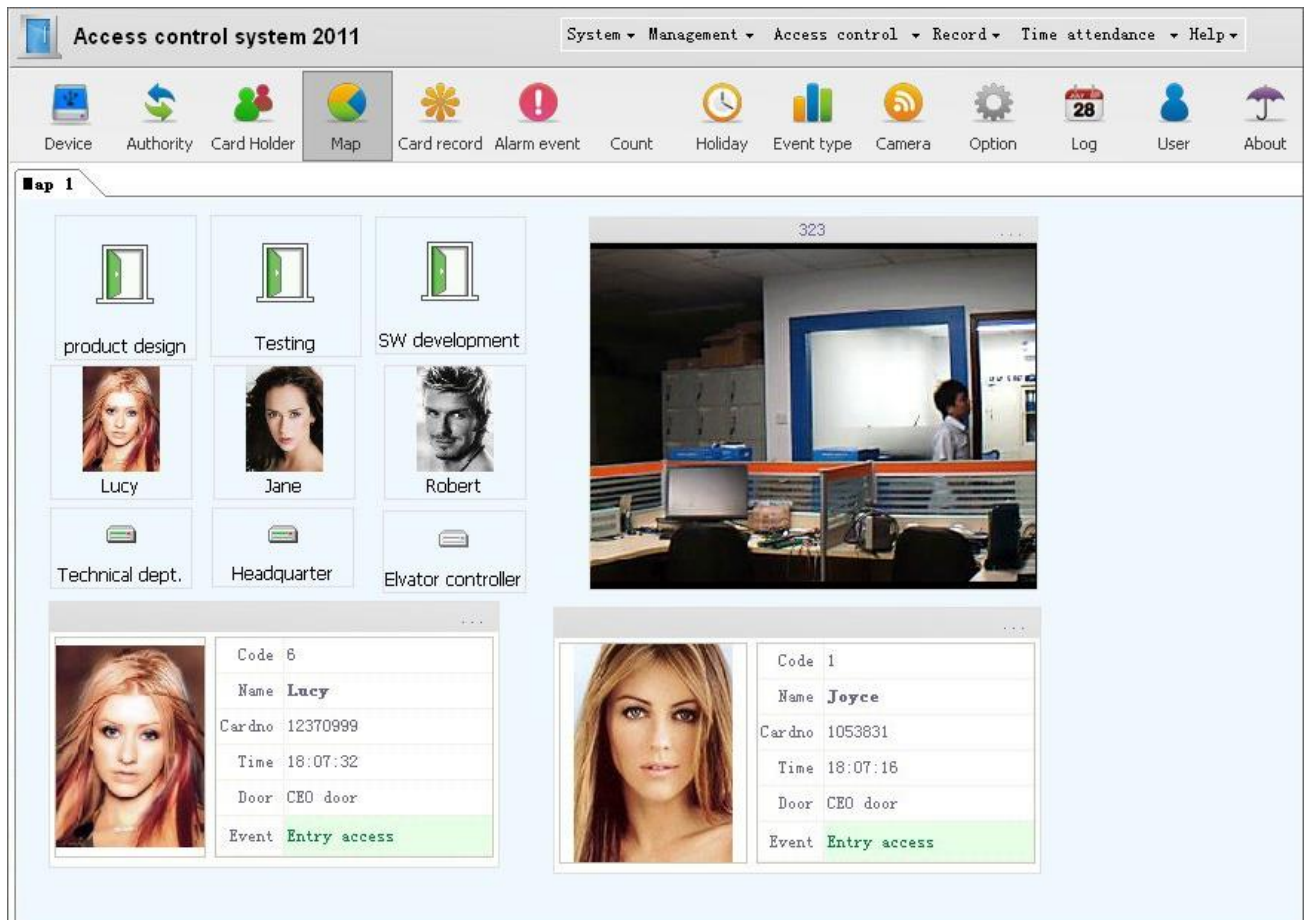 Access control system 2011
System Management Access control Record Time attendance Help
Device Authority Card Holder Map Card record Alarm event Count Holiday Event type Camera Option Log User About
JULY
28
Map 1
323 ...
product design Testing SW development
Lucy Jane Robert
Technical dept. Headquarter Elvator controller
...
Code 6
Name Lucy
Cardno 12370999
Time 18:07:32
Door CEO door
Event Entry access
...
Code 1
Name Joyce
Cardno 1053831
Time 18:07:16
Door CEO door
Event Entry access